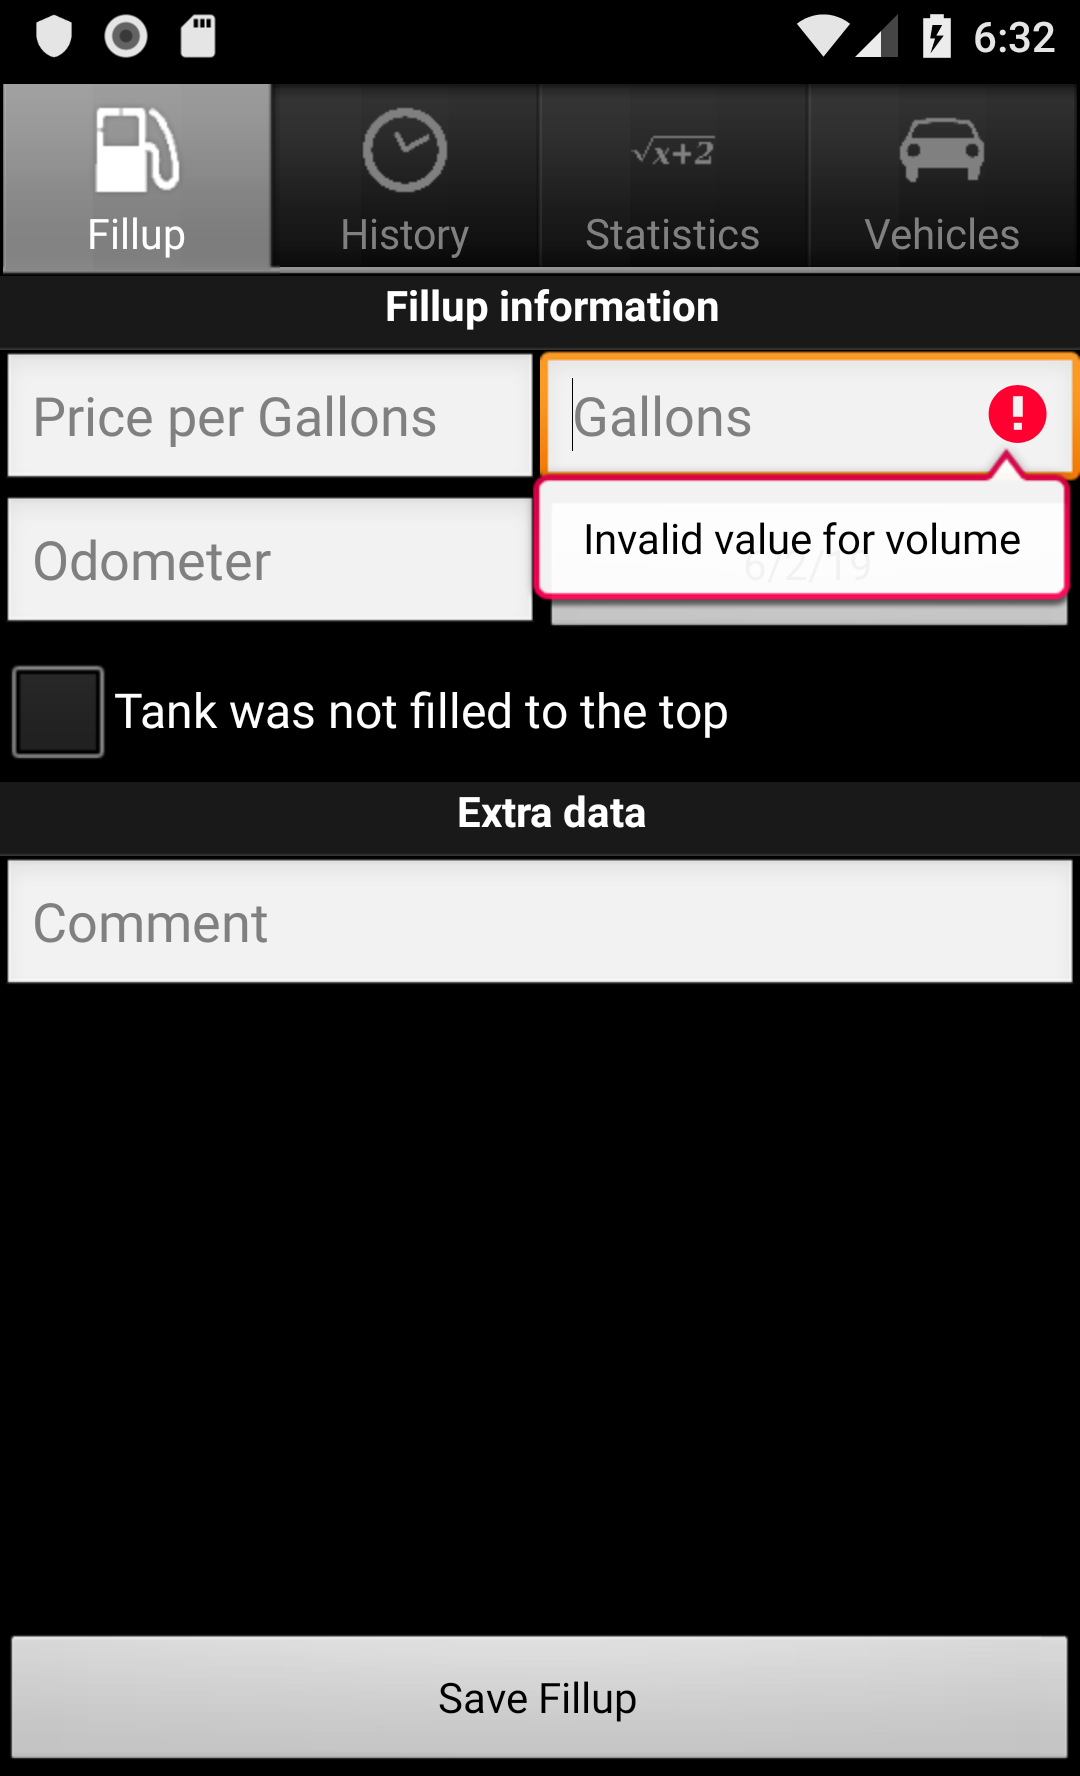 6:32
√x+2
Fillup
History
Statistics
Vehicles
Fillup information
Price per Gallons
Gallons
Invalid value for volume
Odometer
6/2/19
Tank was not filled to the top
Extra data
Comment
Save Fillup